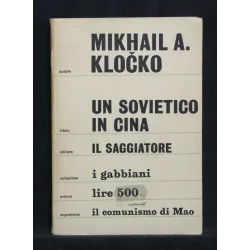 MIKHAIL A.
autore KLOČKO
UN SOVIETICO
titolo IN CINA
editore IL SAGGIATORE
collezione i gabbiani
prezzo lire 500
argomento il comunismo di Mao